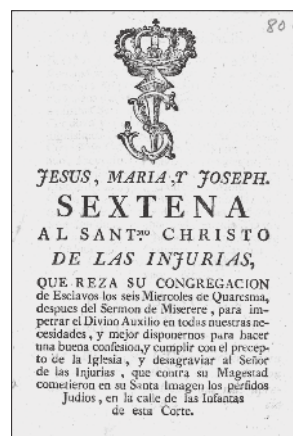 80
JESUS, MARIA, Y JOSEPH.
SEXTENA
AL SANT.mo CHRISTO
DE LAS INJURIAS,
QUE REZA SU CONGREGACION
de Esclavos los seis Miercoles de Quaresma,
despues del Sermon de Miserere, para im-
petrar el Divino Auxilio en todas nuestras ne-
cesidades, y mejor disponernos para hacer
una buena confesion, y cumplir con el precep-
to de la Iglesia, y desagraviar al Señor
de las Injurias, que contra su Magestad
cometieron en su Santa Imagen los pérfidos
Judios, en la calle de las Infantas
de esta Corte.